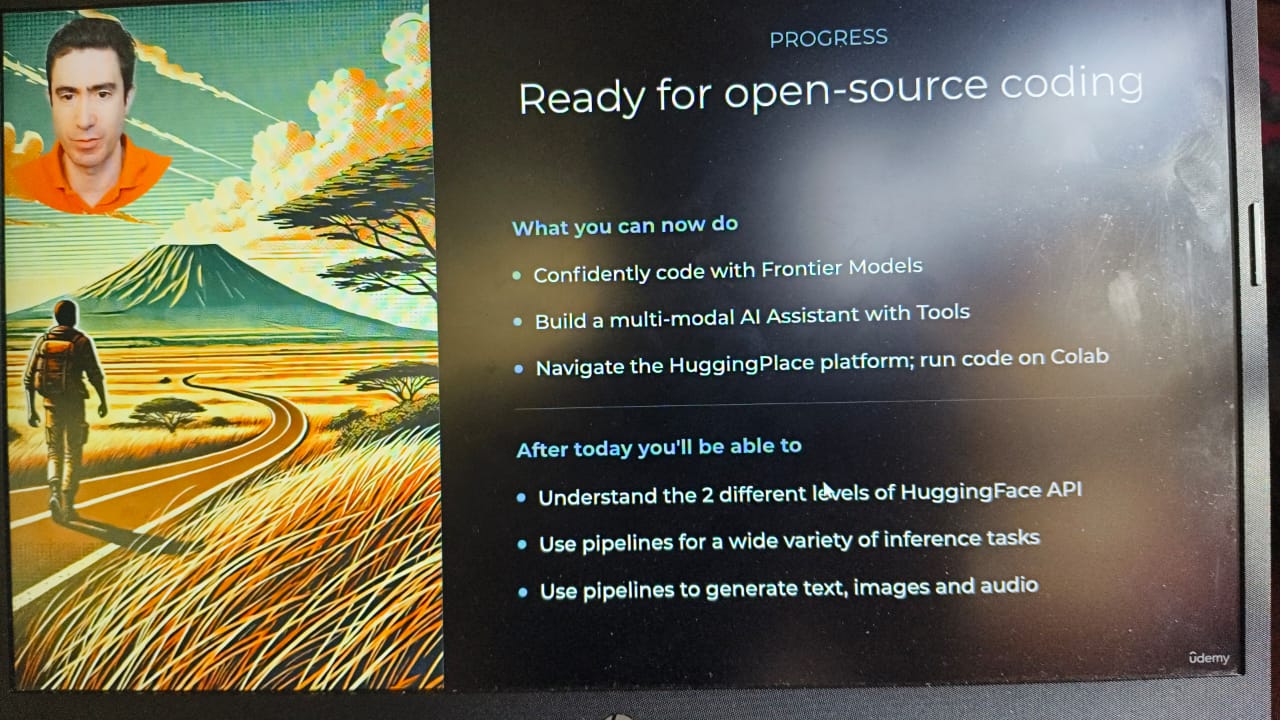 PROGRESS
Ready for open-source coding
What you can now do
• Confidently code with Frontier Models
• Build a multi-modal AI Assistant with Tools
• Navigate the HuggingPlace platform; run code on Colab
After today you'll be able to
• Understand the 2 different levels of HuggingFace API
• Use pipelines for a wide variety of inference tasks
• Use pipelines to generate text, images and audio
udemy